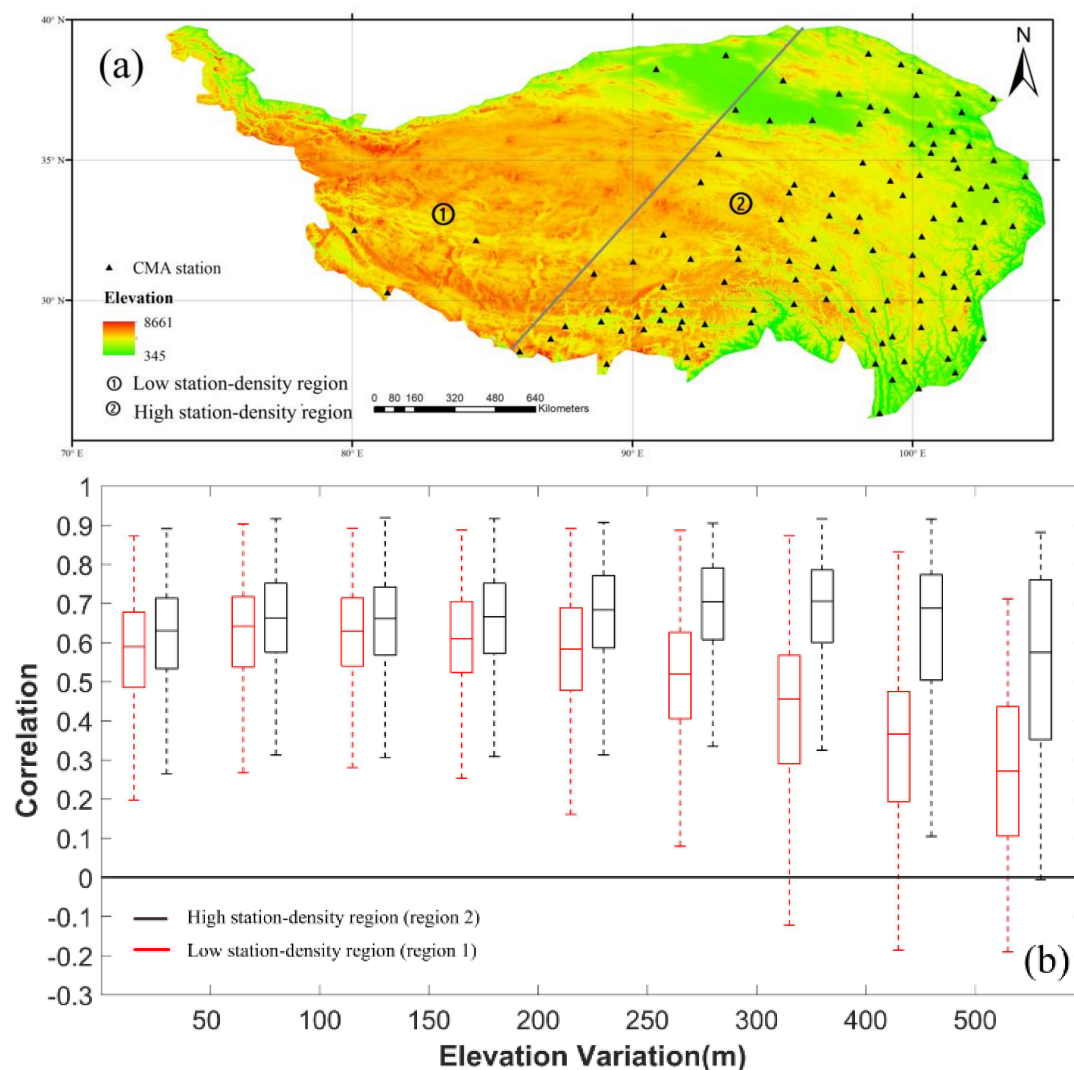 (a)
N
40° N
35° N
30° N
①
②
CMA station
Elevation
8661
345
① Low station-density region
② High station-density region
0 80 160 320 480 640
Kilometers
70° E 80° E 90° E 100° E
1
0.9
0.8
0.7
0.6
0.5
0.4
0.3
0.2
0.1
0
-0.1
-0.2
-0.3
Correlation
High station-density region (region 2)
Low station-density region (region 1)
(b)
50 100 150 200 250 300 400 500
Elevation Variation(m)